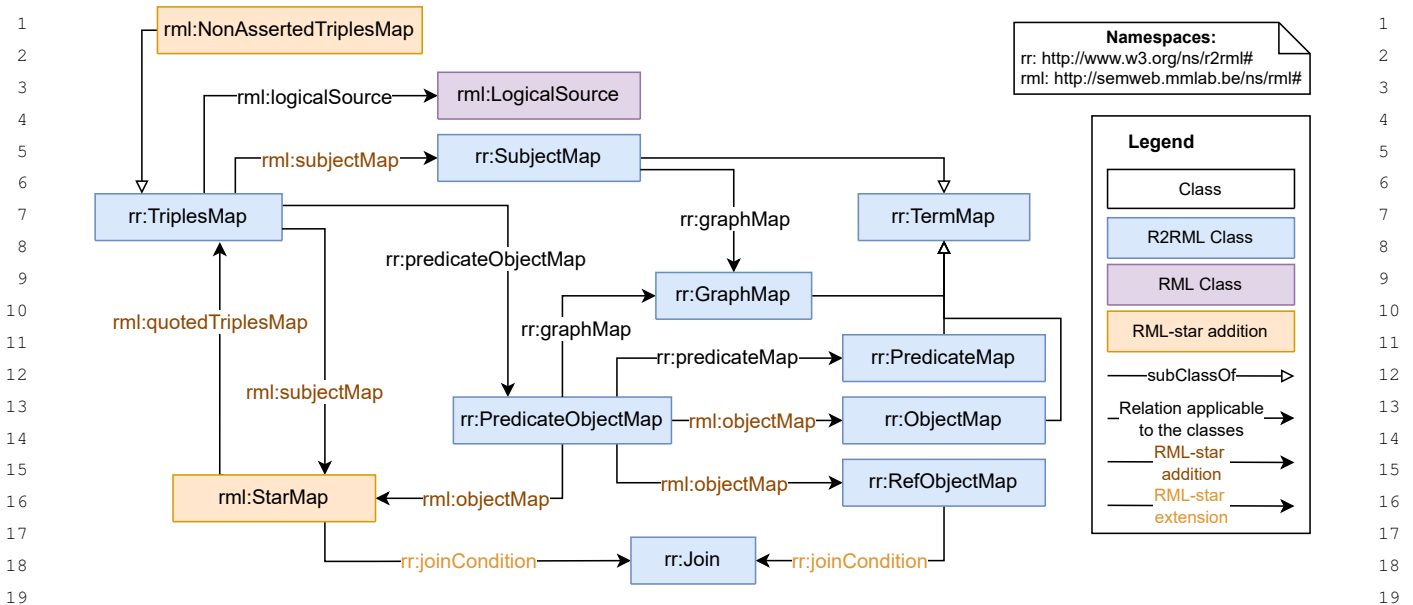 1
2
3
4
5
6
7
8
9
10
11
12
13
14
15
16
17
18
19
rml:NonAssertedTriplesMap
rml:logicalSource
rml:LogicalSource
rml:subjectMap
rr:SubjectMap
rr:TriplesMap
rr:graphMap
rr:TermMap
rr:predicateObjectMap
rr:GraphMap
rml:quotedTriplesMap
rr:graphMap
rr:predicateMap
rr:PredicateMap
rml:subjectMap
rr:PredicateObjectMap
rml:objectMap
rr:ObjectMap
rml:StarMap
rml:objectMap
rml:objectMap
rr:RefObjectMap
rr:joinCondition
rr:Join
rr:joinCondition
Namespaces:
rr: http://www.w3.org/ns/r2rml#
rml: http://semweb.mmlab.be/ns/rml#
Legend
Class
R2RML Class
RML Class
RML-star addition
subClassOf
Relation applicable
to the classes
RML-star
addition
RML-star
extension
1
2
3
4
5
6
7
8
9
10
11
12
13
14
15
16
17
18
19